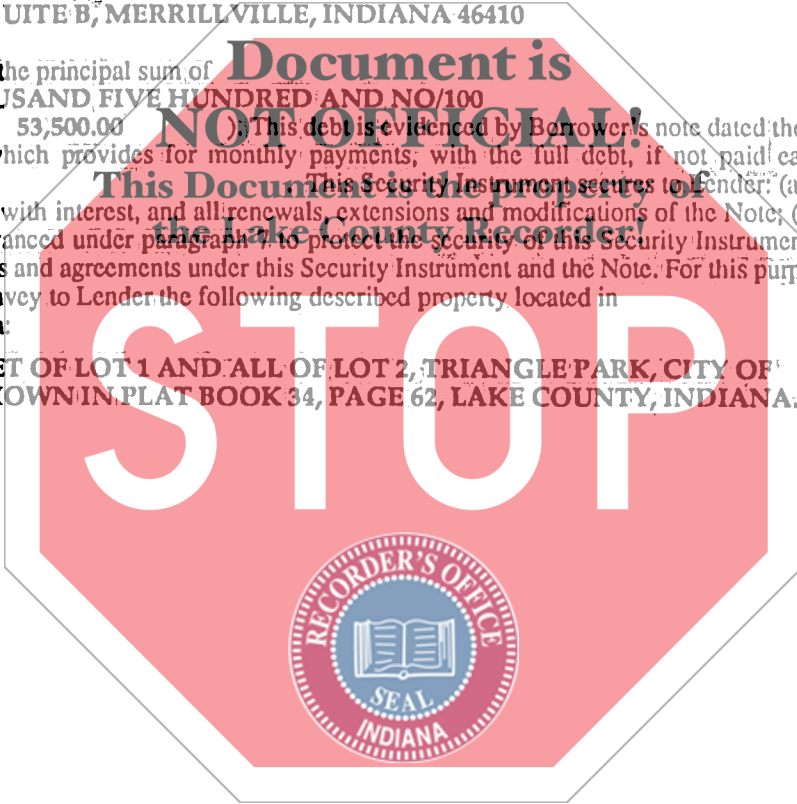 UITE B, MERRILLVILLE, INDIANA 46410
the principal sum of
Document is
USAND FIVE HUNDRED AND NO/100
NOT OFFICIAL!
53,500.00 ). This debt is evidenced by Borrower's note dated the
hich provides for monthly payments, with the full debt, if not paid ea
This Document is the property of
. This Security Instrument secures to Lender: (a
with interest, and all renewals, extensions and modifications of the Note; (
the Lake County Recorder!
anced under paragraph 7 to protect the security of this Security Instrumen
s and agreements under this Security Instrument and the Note. For this purp
vey to Lender the following described property located in
a:
STOP
ET OF LOT 1 AND ALL OF LOT 2, TRIANGLE PARK, CITY OF
OWN IN PLAT BOOK 34, PAGE 62, LAKE COUNTY, INDIANA.
RECORDER'S OFFICE
SEAL
INDIANA